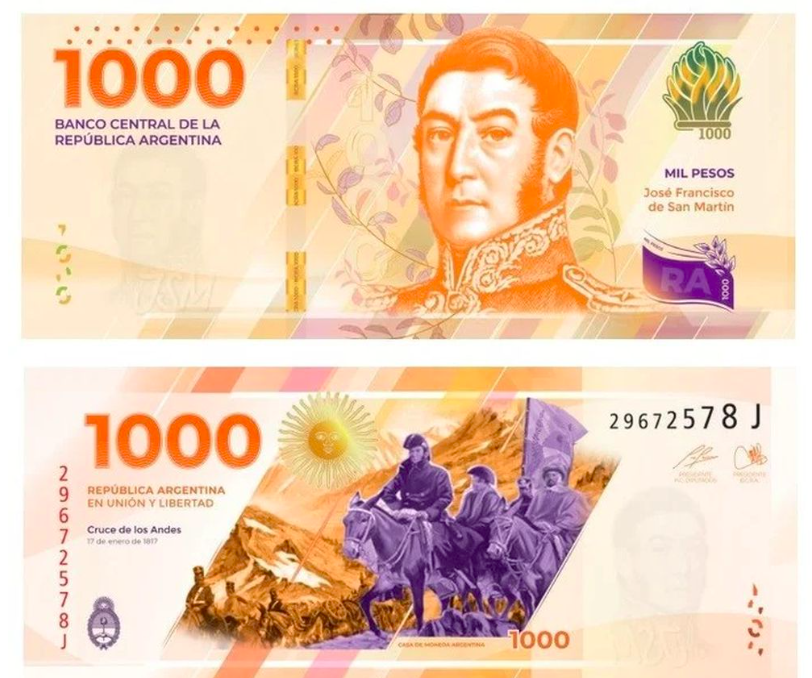 1000
BANCO CENTRAL DE LA
REPÚBLICA ARGENTINA
JSM
1000
MIL PESOS
José Francisco
de San Martín
MIL PESOS
RA
1000
1000
REPÚBLICA ARGENTINA
EN UNIÓN Y LIBERTAD
Cruce de los Andes
17 de enero de 1817
29672578J
29672578 J
PRESIDENTE
PRESIDENTE
CASA DE MONEDA ARGENTINA
1000